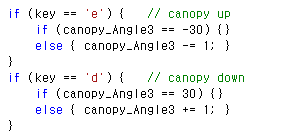 if (key == 'e') {   // canopy up
    if (canopy_Angle3 == -30) {}
    else { canopy_Angle3 -= 1; }
}
if (key == 'd') {   // canopy down
    if (canopy_Angle3 == 30) {}
    else { canopy_Angle3 += 1; }
}